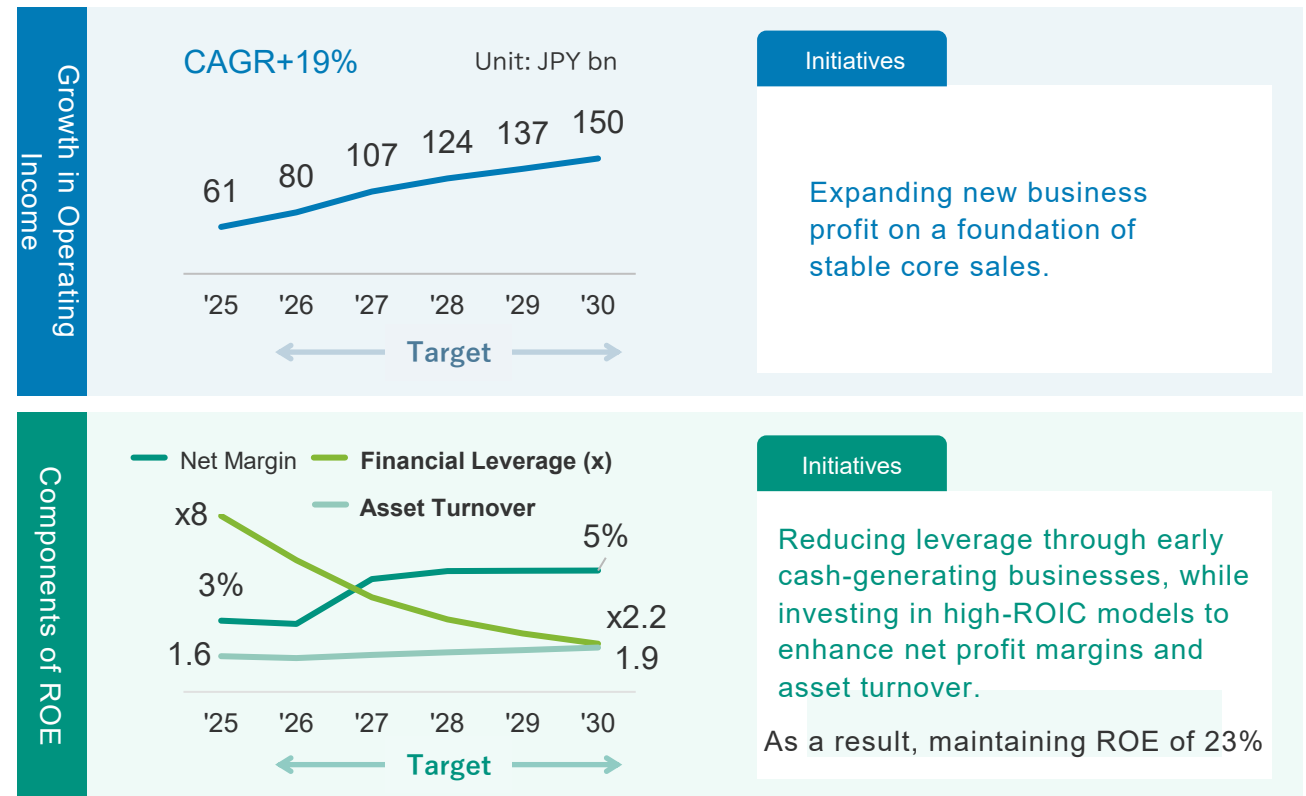 Growth in Operating
Income
CAGR+19%
Unit: JPY bn
61
80
107
124
137
150
'25
'26
'27
'28
'29
'30
Target
Initiatives
Expanding new business
profit on a foundation of
stable core sales.
Components of ROE
Net Margin
Financial Leverage (x)
Asset Turnover
x8
3%
1.6
5%
x2.2
1.9
'25
'26
'27
'28
'29
'30
Target
Initiatives
Reducing leverage through early
cash-generating businesses, while
investing in high-ROIC models to
enhance net profit margins and
asset turnover.
As a result, maintaining ROE of 23%